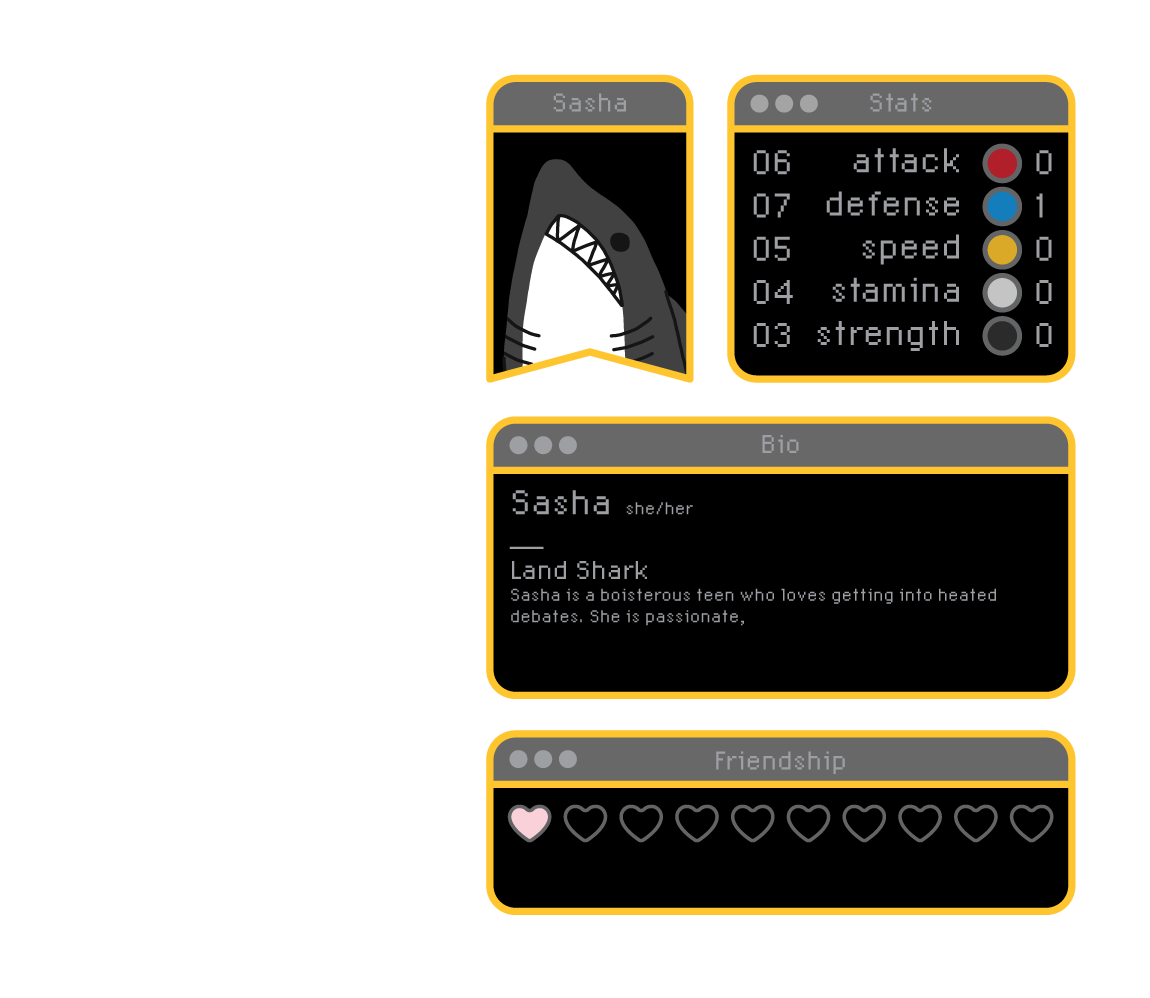 Sasha
Stats
06 attack 0
07 defense 1
05 speed 0
04 stamina 0
03 strength 0
Bio
Sasha she/her
Land Shark
Sasha is a boisterous teen who loves getting into heated
debates. She is passionate,
Friendship